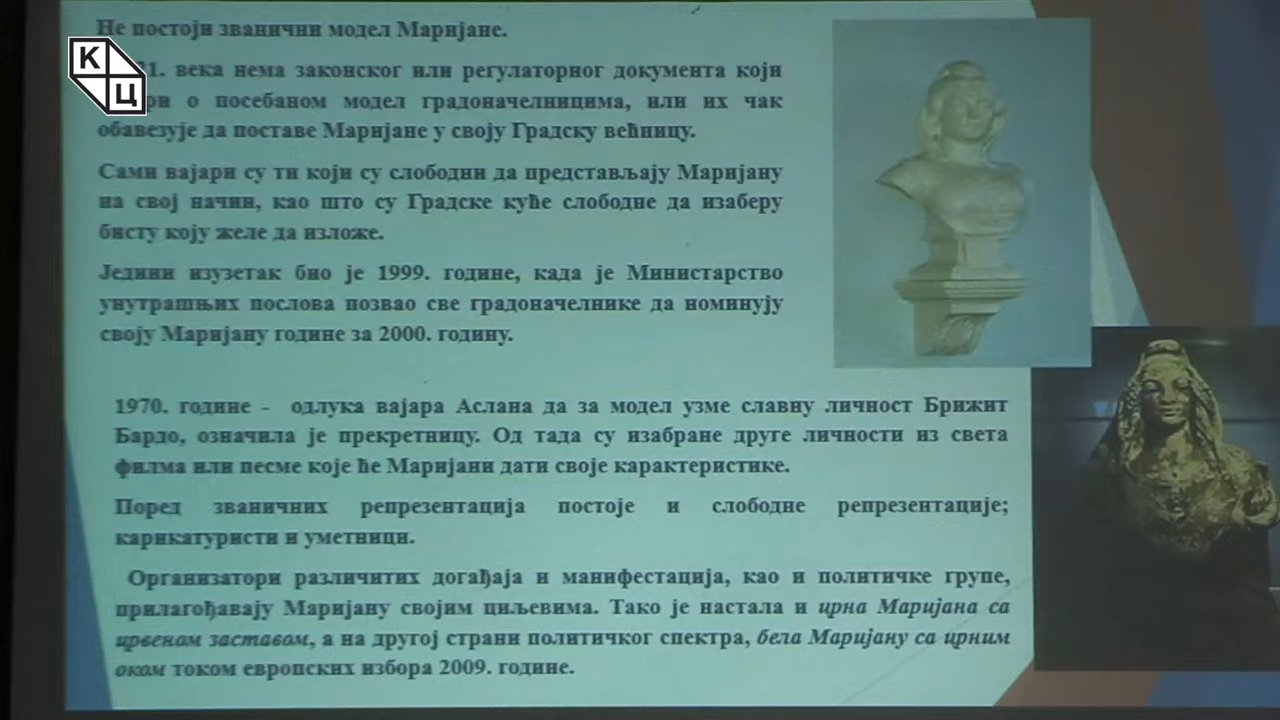 Не постоји званични модел Маријане.
К
Ц
21. века нема законског или регулаторног документа који
о посебаном модел градоначелницима, или их чак
обавезује да поставе Маријане у своју Градску већницу.
Сами вајари су ти који су слободни да представљају Маријану
на свој начин, као што су Градске куће слободне да изаберу
бисту коју желе да изложе.
Једини изузетак био је 1999. године, када је Министарство
унутрашњих послова позвао све градоначелнике да номинују
своју Маријану године за 2000. годину.
1970. године - одлука вајара Аслана да за модел узме славну личност Брижит
Бардо, означила је прекретницу. Од тада су изабране друге личности из света
филма или песме које ће Маријани дати своје карактеристике.
Поред званичних репрезентација постоје и слободне репрезентације;
карикатуристи и уметници.
Организатори различитих догађаја и манифестација, као и политичке групе,
прилагођавају Маријану својим циљевима. Тако је настала и црна Маријана са
црвеном заставом, а на другој страни политичког спектра, бела Маријану са црним
оком током европских избора 2009. године.